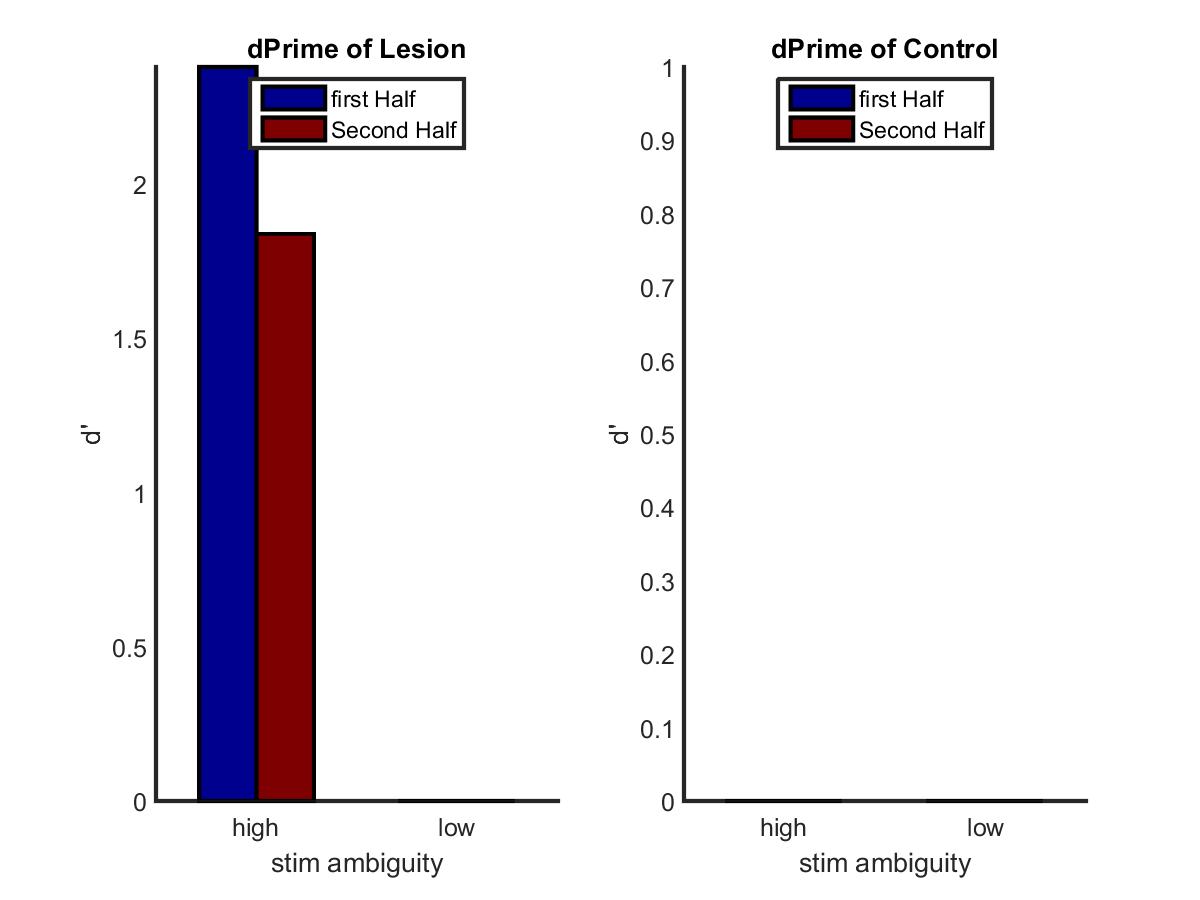 dPrime of Lesion
first Half
Second Half
2
1.5
1
0.5
0
d'
high
low
stim ambiguity
dPrime of Control
first Half
Second Half
1
0.9
0.8
0.7
0.6
0.5
0.4
0.3
0.2
0.1
0
d'
high
low
stim ambiguity